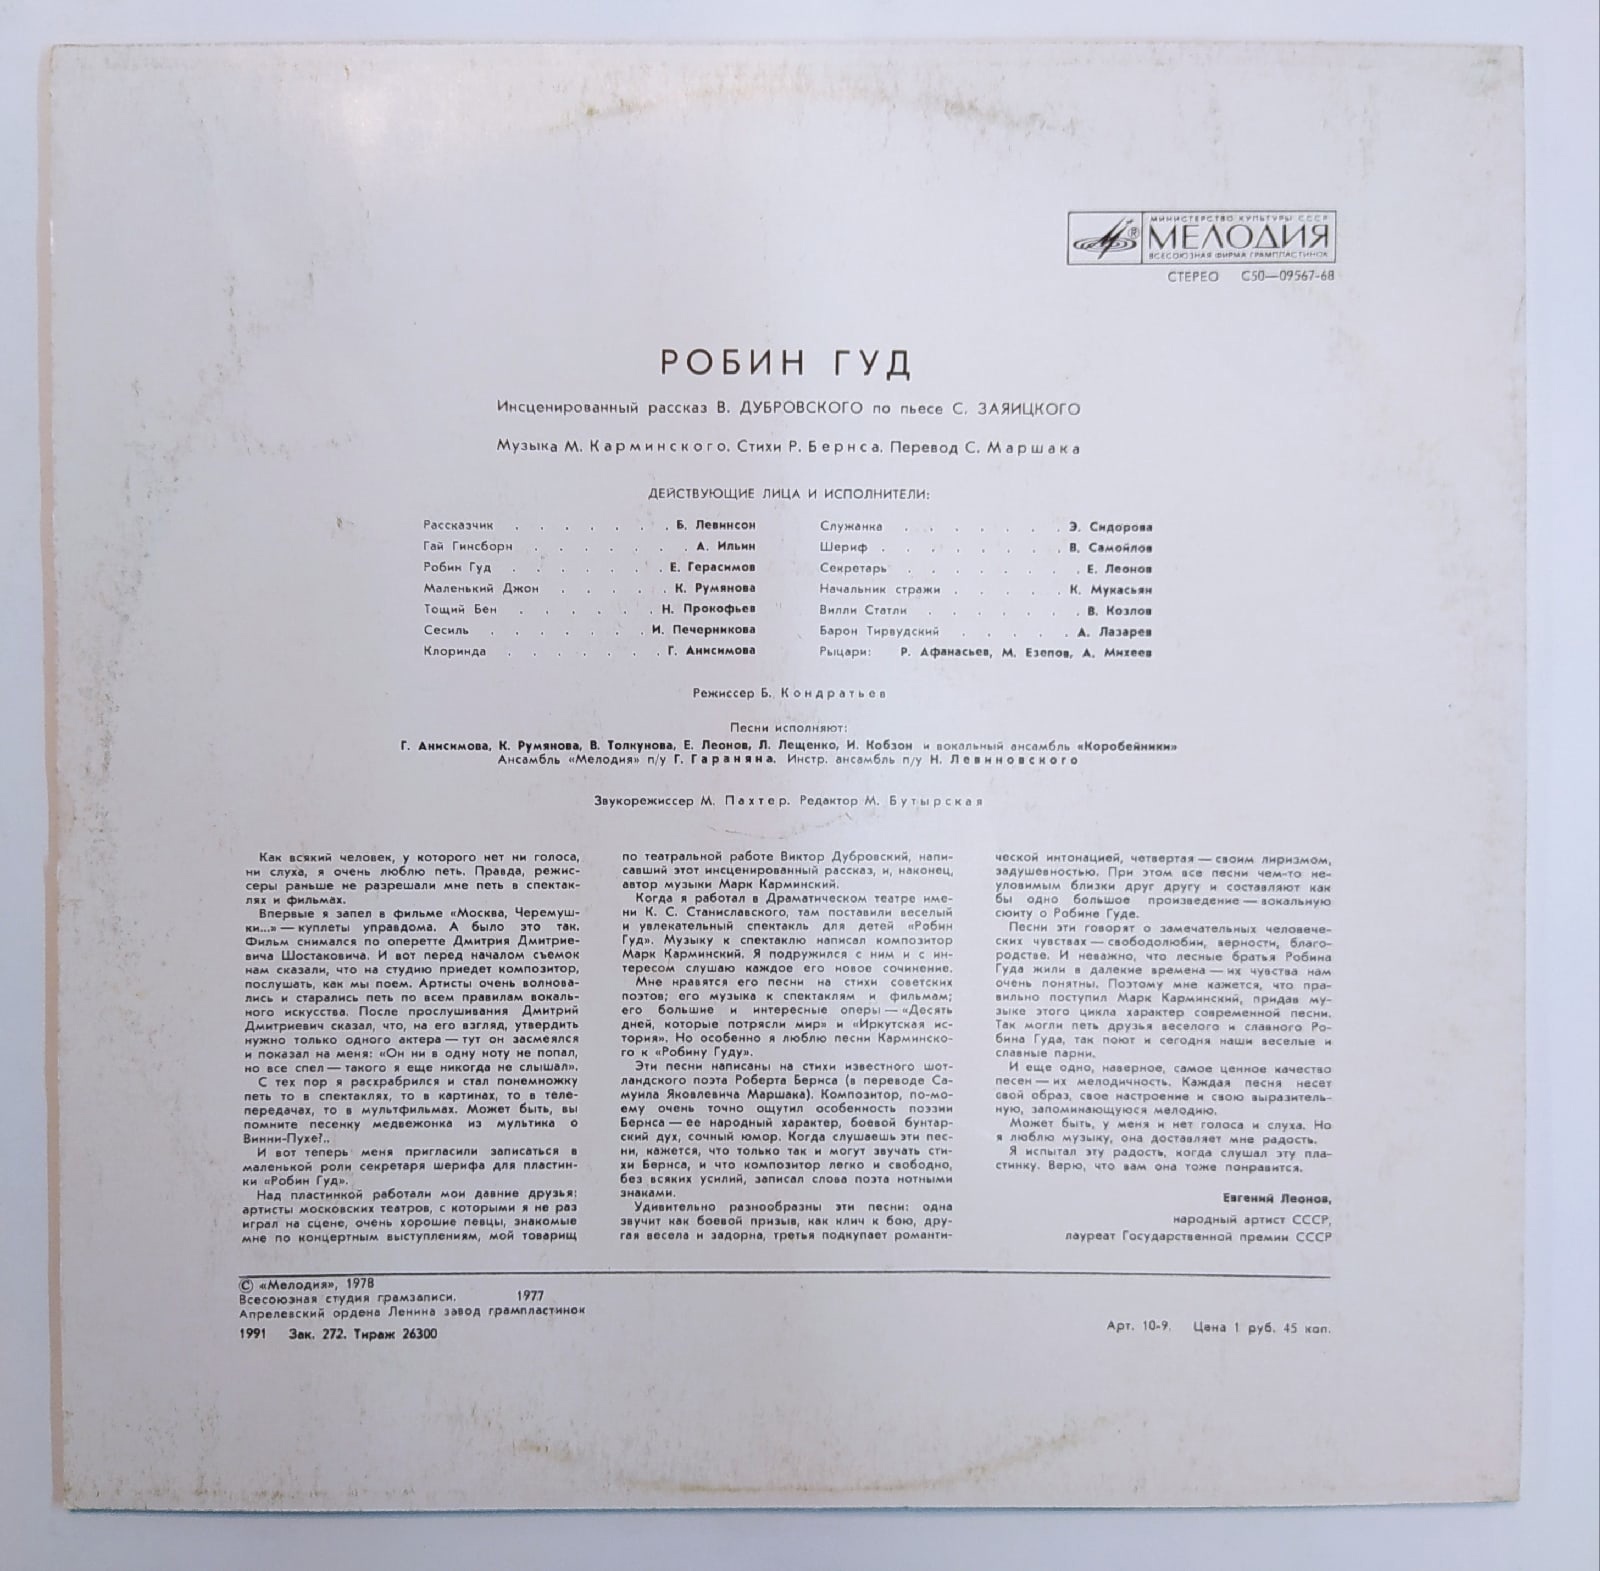 МИНИСТЕРСТВО КУЛЬТУРЫ СССР
МЕЛОДИЯ
ВСЕСОЮЗНАЯ ФИРМА ГРАМПЛАСТИНОК
СТЕРЕО С50—09567-68
РОБИН ГУД
Инсценированный рассказ В. ДУБРОВСКОГО по пьесе С. ЗАЯИЦКОГО
Музыка М. Карминского. Стихи Р. Бернса. Перевод С. Маршака
ДЕЙСТВУЮЩИЕ ЛИЦА И ИСПОЛНИТЕЛИ:
Рассказчик . . . . . . . Б. Левинсон
Гай Гинсборн . . . . . . . А. Ильин
Робин Гуд . . . . . . . Е. Герасимов
Маленький Джон . . . . . К. Румянова
Тощий Бен . . . . . . Н. Прокофьев
Сесиль . . . . . . . И. Печерникова
Клоринда . . . . . . . Г. Анисимова
Служанка . . . . . . . Э. Сидорова
Шериф . . . . . . . . В. Самойлов
Секретарь . . . . . . . . Е. Леонов
Начальник стражи . . . . . К. Мукасьян
Вилли Статли . . . . . . . В. Козлов
Барон Тирвудский . . . . . А. Лазарев
Рыцари: Р. Афанасьев, М. Езепов, А. Михеев
Режиссер Б. Кондратьев
Песни исполняют:
Г. Анисимова, К. Румянова, В. Толкунова, Е. Леонов, Л. Лещенко, И. Кобзон и вокальный ансамбль «Коробейники»
Ансамбль «Мелодия» п/у Г. Гараняна. Инстр. ансамбль п/у Н. Левиновского
Звукорежиссер М. Пахтер. Редактор М. Бутырская
Как всякий человек, у которого нет ни голоса,
ни слуха, я очень люблю петь. Правда, режис-
серы раньше не разрешали мне петь в спектак-
лях и фильмах.
Впервые я запел в фильме «Москва, Черемуш-
ки...» — куплеты управдома. А было это так.
Фильм снимался по оперетте Дмитрия Дмитрие-
вича Шостаковича. И вот перед началом съемок
нам сказали, что на студию приедет композитор,
послушать, как мы поем. Артисты очень волнова-
лись и старались петь по всем правилам вокаль-
ного искусства. После прослушивания Дмитрий
Дмитриевич сказал, что, на его взгляд, утвердить
нужно только одного актера — тут он засмеялся
и показал на меня: «Он ни в одну ноту не попал,
но все спел — такого я еще никогда не слышал».
С тех пор я расхрабрился и стал понемножку
петь то в спектаклях, то в картинах, то в теле-
передачах, то в мультфильмах. Может быть, вы
помните песенку медвежонка из мультика о
Винни-Пухе?..
И вот теперь меня пригласили записаться в
маленькой роли секретаря шерифа для пластин-
ки «Робин Гуд».
Над пластинкой работали мои давние друзья:
артисты московских театров, с которыми я не раз
играл на сцене, очень хорошие певцы, знакомые
мне по концертным выступлениям, мой товарищ
по театральной работе Виктор Дубровский, напи-
савший этот инсценированный рассказ, и, наконец,
автор музыки Марк Карминский.
Когда я работал в Драматическом театре име-
ни К. С. Станиславского, там поставили веселый
и увлекательный спектакль для детей «Робин
Гуд». Музыку к спектаклю написал композитор
Марк Карминский. Я подружился с ним и с ин-
тересом слушаю каждое его новое сочинение.
Мне нравятся его песни на стихи советских
поэтов; его музыка к спектаклям и фильмам;
его большие и интересные оперы — «Десять
дней, которые потрясли мир» и «Иркутская ис-
тория». Но особенно я люблю песни Карминско-
го к «Робину Гуду».
Эти песни написаны на стихи известного шот-
ландского поэта Роберта Бернса (в переводе Са-
муила Яковлевича Маршака). Композитор, по-мо-
ему очень точно ощутил особенность поэзии
Бернса — ее народный характер, боевой бунтар-
ский дух, сочный юмор. Когда слушаешь эти пес-
ни, кажется, что только так и могут звучать сти-
хи Бернса, и что композитор легко и свободно,
без всяких усилий, записал слова поэта нотными
знаками.
Удивительно разнообразны эти песни: одна
звучит как боевой призыв, как клич к бою, дру-
гая весела и задорна, третья подкупает романти-
ческой интонацией, четвертая — своим лиризмом,
задушевностью. При этом все песни чем-то не-
уловимым близки друг другу и составляют как
бы одно большое произведение — вокальную
сюиту о Робине Гуде.
Песни эти говорят о замечательных человече-
ских чувствах — свободолюбии, верности, благо-
родстве. И неважно, что лесные братья Робина
Гуда жили в далекие времена — их чувства нам
очень понятны. Поэтому мне кажется, что пра-
вильно поступил Марк Карминский, придав му-
зыке этого цикла характер современной песни.
Так могли петь друзья веселого и славного Ро-
бина Гуда, так поют и сегодня наши веселые и
славные парни.
И еще одно, наверное, самое ценное качество
песен — их мелодичность. Каждая песня несет
свой образ, свое настроение и свою выразитель-
ную, запоминающуюся мелодию.
Может быть, у меня и нет голоса и слуха. Но
я люблю музыку, она доставляет мне радость.
Я испытал эту радость, когда слушал эту пла-
стинку. Верю, что вам она тоже понравится.
Евгений Леонов,
народный артист СССР,
лауреат Государственной премии СССР
© «Мелодия», 1978
Всесоюзная студия грамзаписи. 1977
Апрелевский ордена Ленина завод грампластинок
1991 Зак. 272. Тираж 26300
Арт. 10-9. Цена 1 руб. 45 коп.